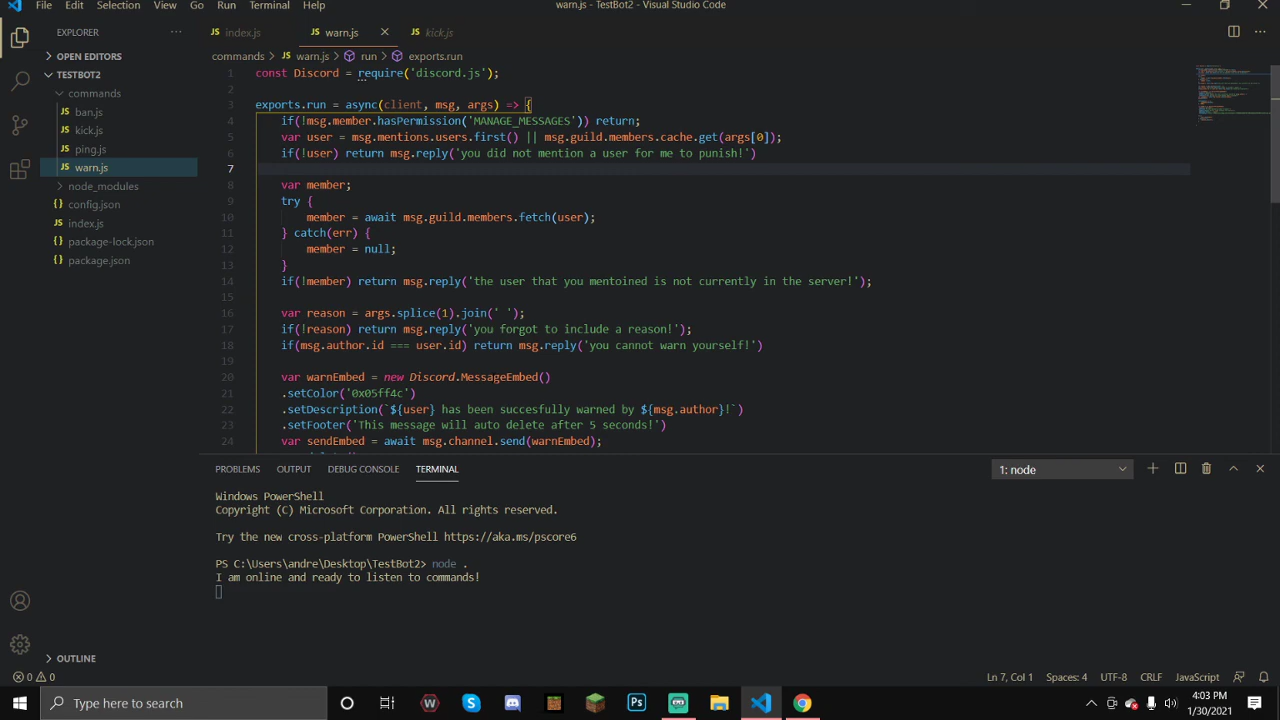 File Edit Selection View Go Run Terminal Help
warn.js - TestBot2 - Visual Studio Code
EXPLORER
index.js
warn.js
kick.js
OPEN EDITORS
TESTBOT2
commands
ban.js
kick.js
ping.js
warn.js
node_modules
config.json
index.js
package-lock.json
package.json
OUTLINE
commands > warn.js > run > exports.run
1 const Discord = require('discord.js');
2
3 exports.run = async(client, msg, args) => {
4 if(!msg.member.hasPermission('MANAGE_MESSAGES')) return;
5 var user = msg.mentions.users.first() || msg.guild.members.cache.get(args[0]);
6 if(!user) return msg.reply('you did not mention a user for me to punish!')
7
8 var member;
9 try {
10 member = await msg.guild.members.fetch(user);
11 } catch(err) {
12 member = null;
13 }
14 if(!member) return msg.reply('the user that you mentoined is not currently in the server!');
15
16 var reason = args.splice(1).join(' ');
17 if(!reason) return msg.reply('you forgot to include a reason!');
18 if(msg.author.id === user.id) return msg.reply('you cannot warn yourself!')
19
20 var warnEmbed = new Discord.MessageEmbed()
21 .setColor('0x05ff4c')
22 .setDescription(`${user} has been succesfully warned by ${msg.author}!`)
23 .setFooter('This message will auto delete after 5 seconds!')
24 var sendEmbed = await msg.channel.send(warnEmbed);
PROBLEMS OUTPUT DEBUG CONSOLE TERMINAL
1: node
Windows PowerShell
Copyright (C) Microsoft Corporation. All rights reserved.
Try the new cross-platform PowerShell https://aka.ms/pscore6
PS C:\Users\andre\Desktop\TestBot2> node .
I am online and ready to listen to commands!
0 0
Ln 7, Col 1 Spaces: 4 UTF-8 CRLF JavaScript
Type here to search
4:03 PM
1/30/2021